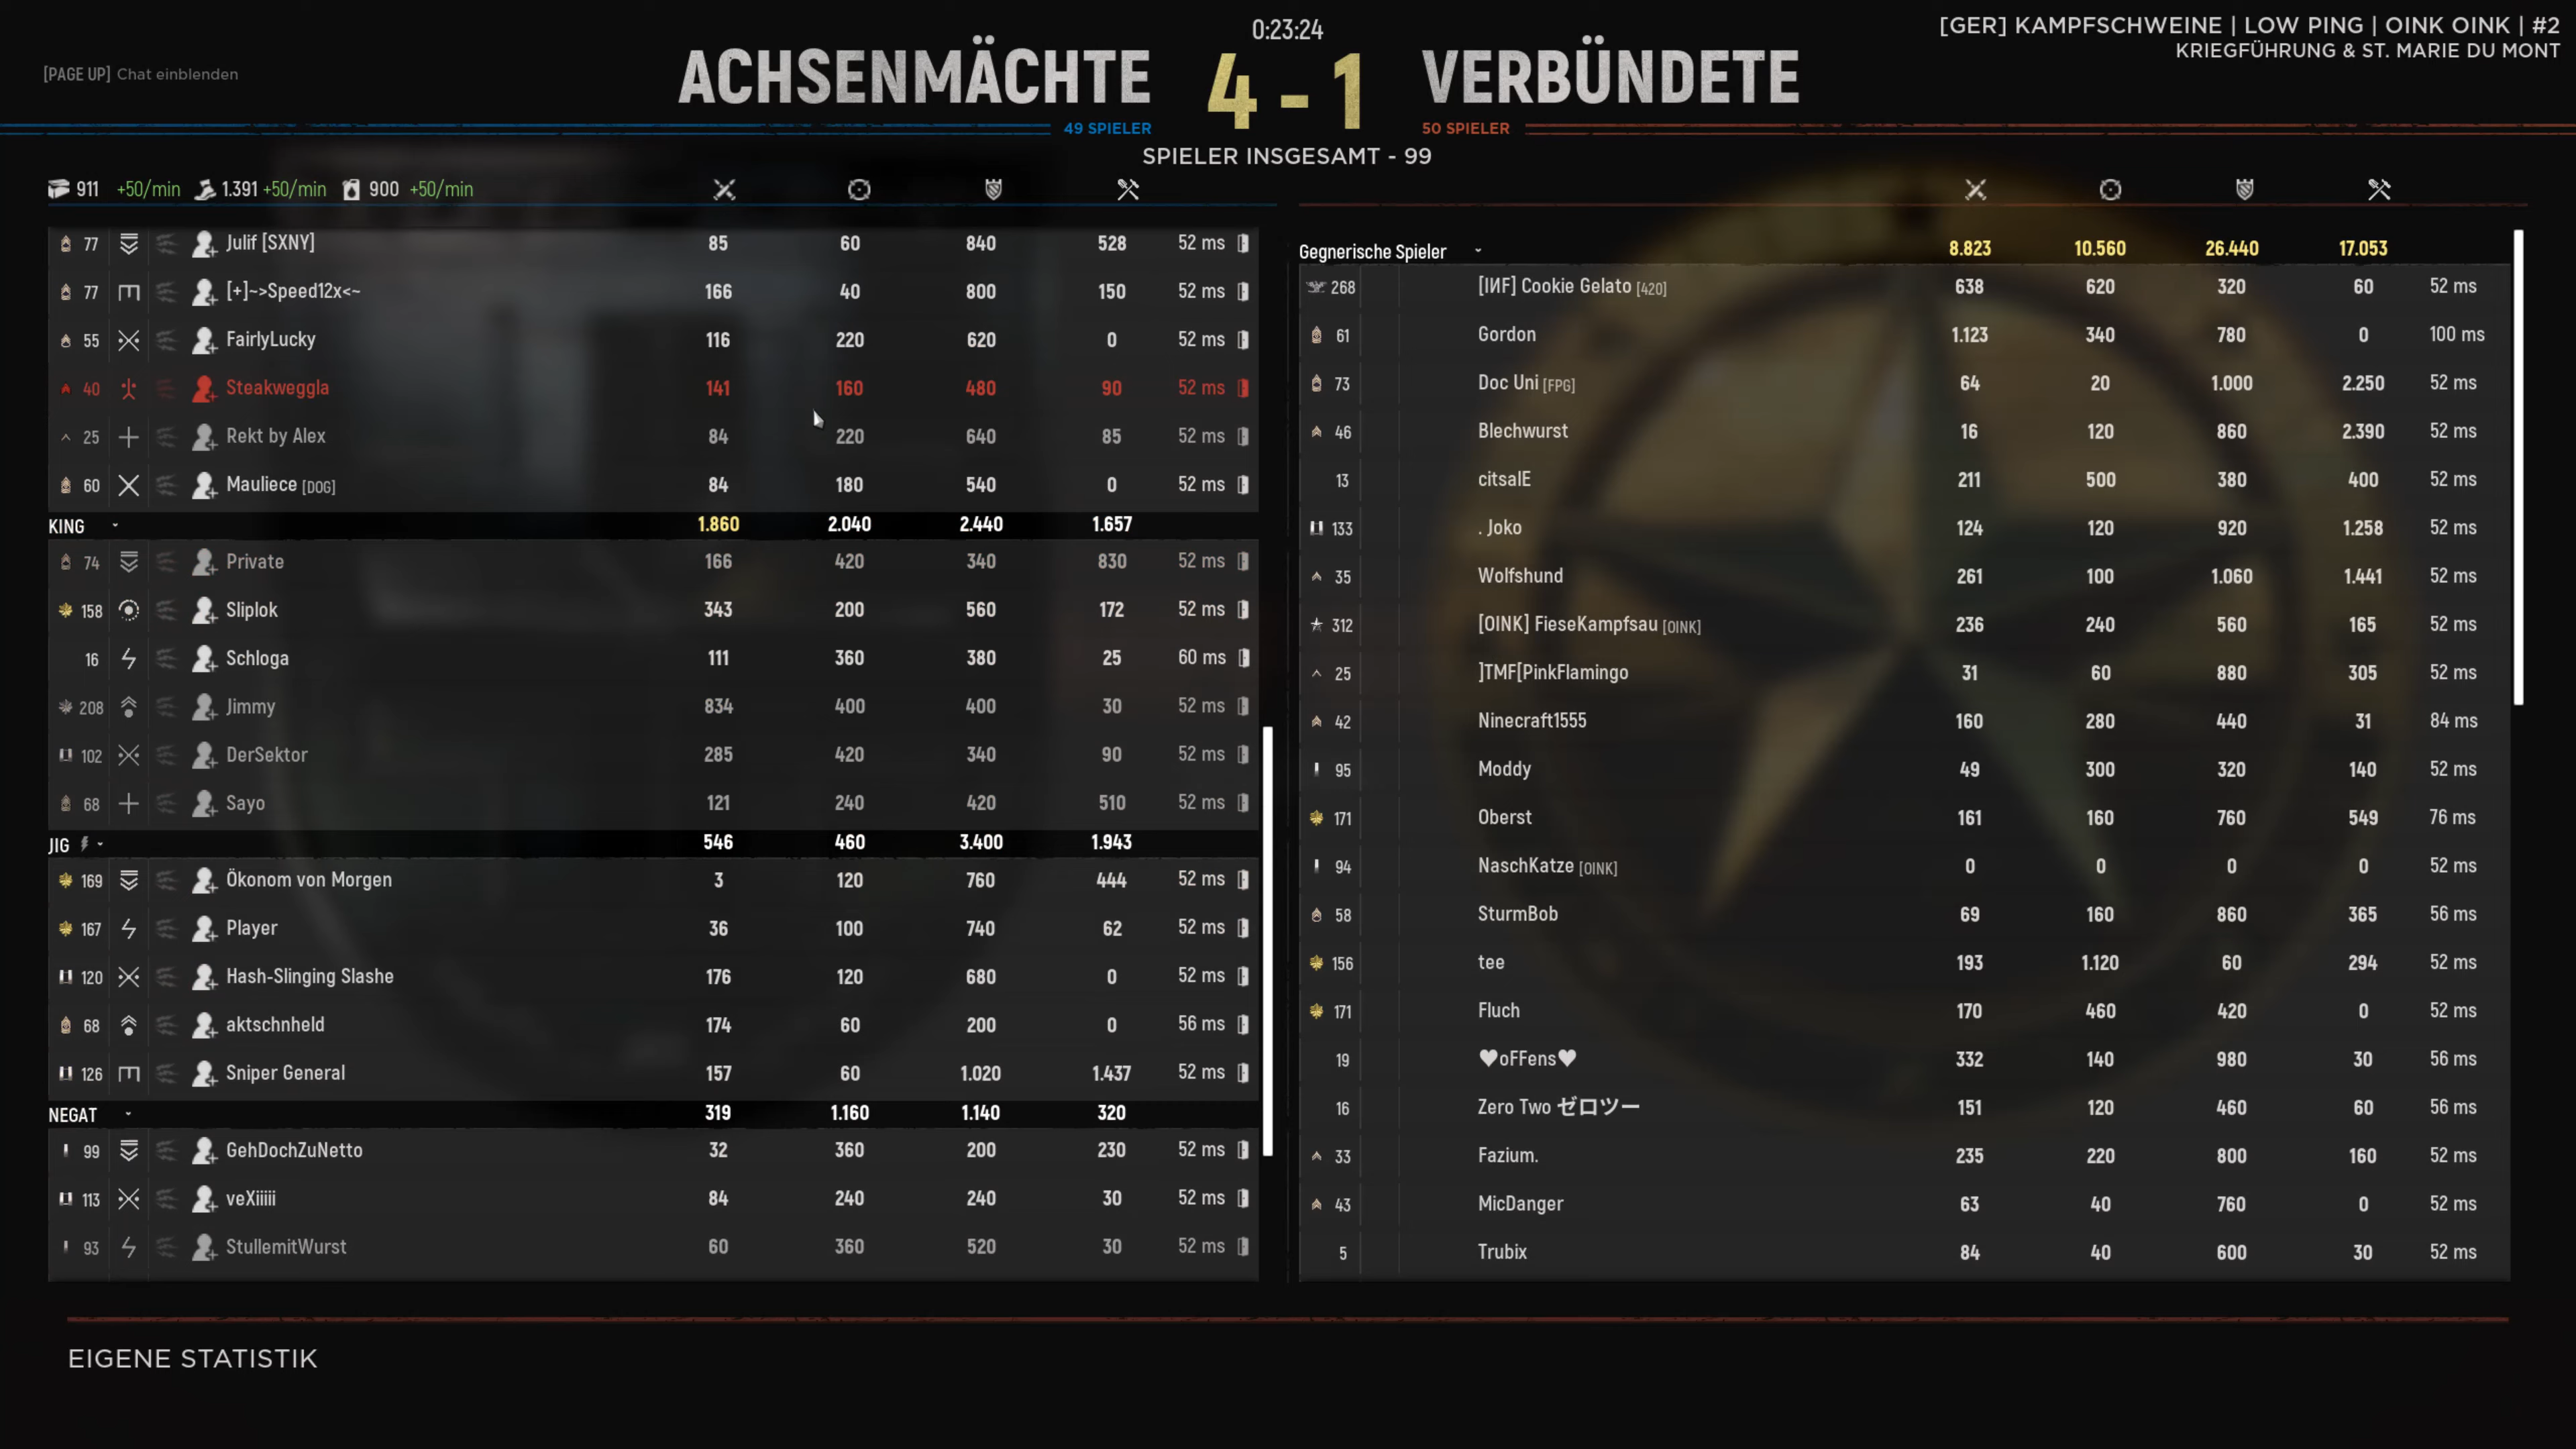 0:23:24
[PAGE UP] Chat einblenden
ACHSENMÄCHTE 4 - 1 VERBÜNDETE
[GER] KAMPFSCHWEINE | LOW PING | OINK OINK | #2
KRIEGFÜHRUNG & ST. MARIE DU MONT
49 SPIELER 50 SPIELER
SPIELER INSGESAMT - 99
911 +50/min 1.391 +50/min 900 +50/min
77 Julif [SXNY] 85 60 840 528 52 ms
77 [+]~>Speed12x<~ 166 40 800 150 52 ms
55 FairlyLucky 116 220 620 0 52 ms
40 Steakweggla 141 160 480 90 52 ms
25 Rekt by Alex 84 220 640 85 52 ms
60 Mauliece [DOG] 84 180 540 0 52 ms
KING 1.860 2.040 2.440 1.657
74 Private 166 420 340 830 52 ms
158 Sliplok 343 200 560 172 52 ms
16 Schloga 111 360 380 25 60 ms
208 Jimmy 834 400 400 30 52 ms
102 DerSektor 285 420 340 90 52 ms
68 Sayo 121 240 420 510 52 ms
JIG 546 460 3.400 1.943
169 Ökonom von Morgen 3 120 760 444 52 ms
167 Player 36 100 740 62 52 ms
120 Hash-Slinging Slashe 176 120 680 0 52 ms
68 aktschnheld 174 60 200 0 56 ms
126 Sniper General 157 60 1.020 1.437 52 ms
NEGAT 319 1.160 1.140 320
99 GehDochZuNetto 32 360 200 230 52 ms
113 veXiiiii 84 240 240 30 52 ms
93 StullemitWurst 60 360 520 30 52 ms
Gegnerische Spieler 8.823 10.560 26.440 17.053
268 [IИF] Cookie Gelato [420] 638 620 320 60 52 ms
61 Gordon 1.123 340 780 0 100 ms
73 Doc Uni [FPG] 64 20 1.000 2.250 52 ms
46 Blechwurst 16 120 860 2.390 52 ms
13 citsalE 211 500 380 400 52 ms
133 . Joko 124 120 920 1.258 52 ms
35 Wolfshund 261 100 1.060 1.441 52 ms
312 [OINK] FieseKampfsau [OINK] 236 240 560 165 52 ms
25 ]TMF[PinkFlamingo 31 60 880 305 52 ms
42 Ninecraft1555 160 280 440 31 84 ms
95 Moddy 49 300 320 140 52 ms
171 Oberst 161 160 760 549 76 ms
94 NaschKatze [OINK] 0 0 0 0 52 ms
58 SturmBob 69 160 860 365 56 ms
156 tee 193 1.120 60 294 52 ms
171 Fluch 170 460 420 0 52 ms
19 ♥oFFens♥ 332 140 980 30 56 ms
16 Zero Two ゼロツー 151 120 460 60 56 ms
33 Fazium. 235 220 800 160 52 ms
43 MicDanger 63 40 760 0 52 ms
5 Trubix 84 40 600 30 52 ms
EIGENE STATISTIK